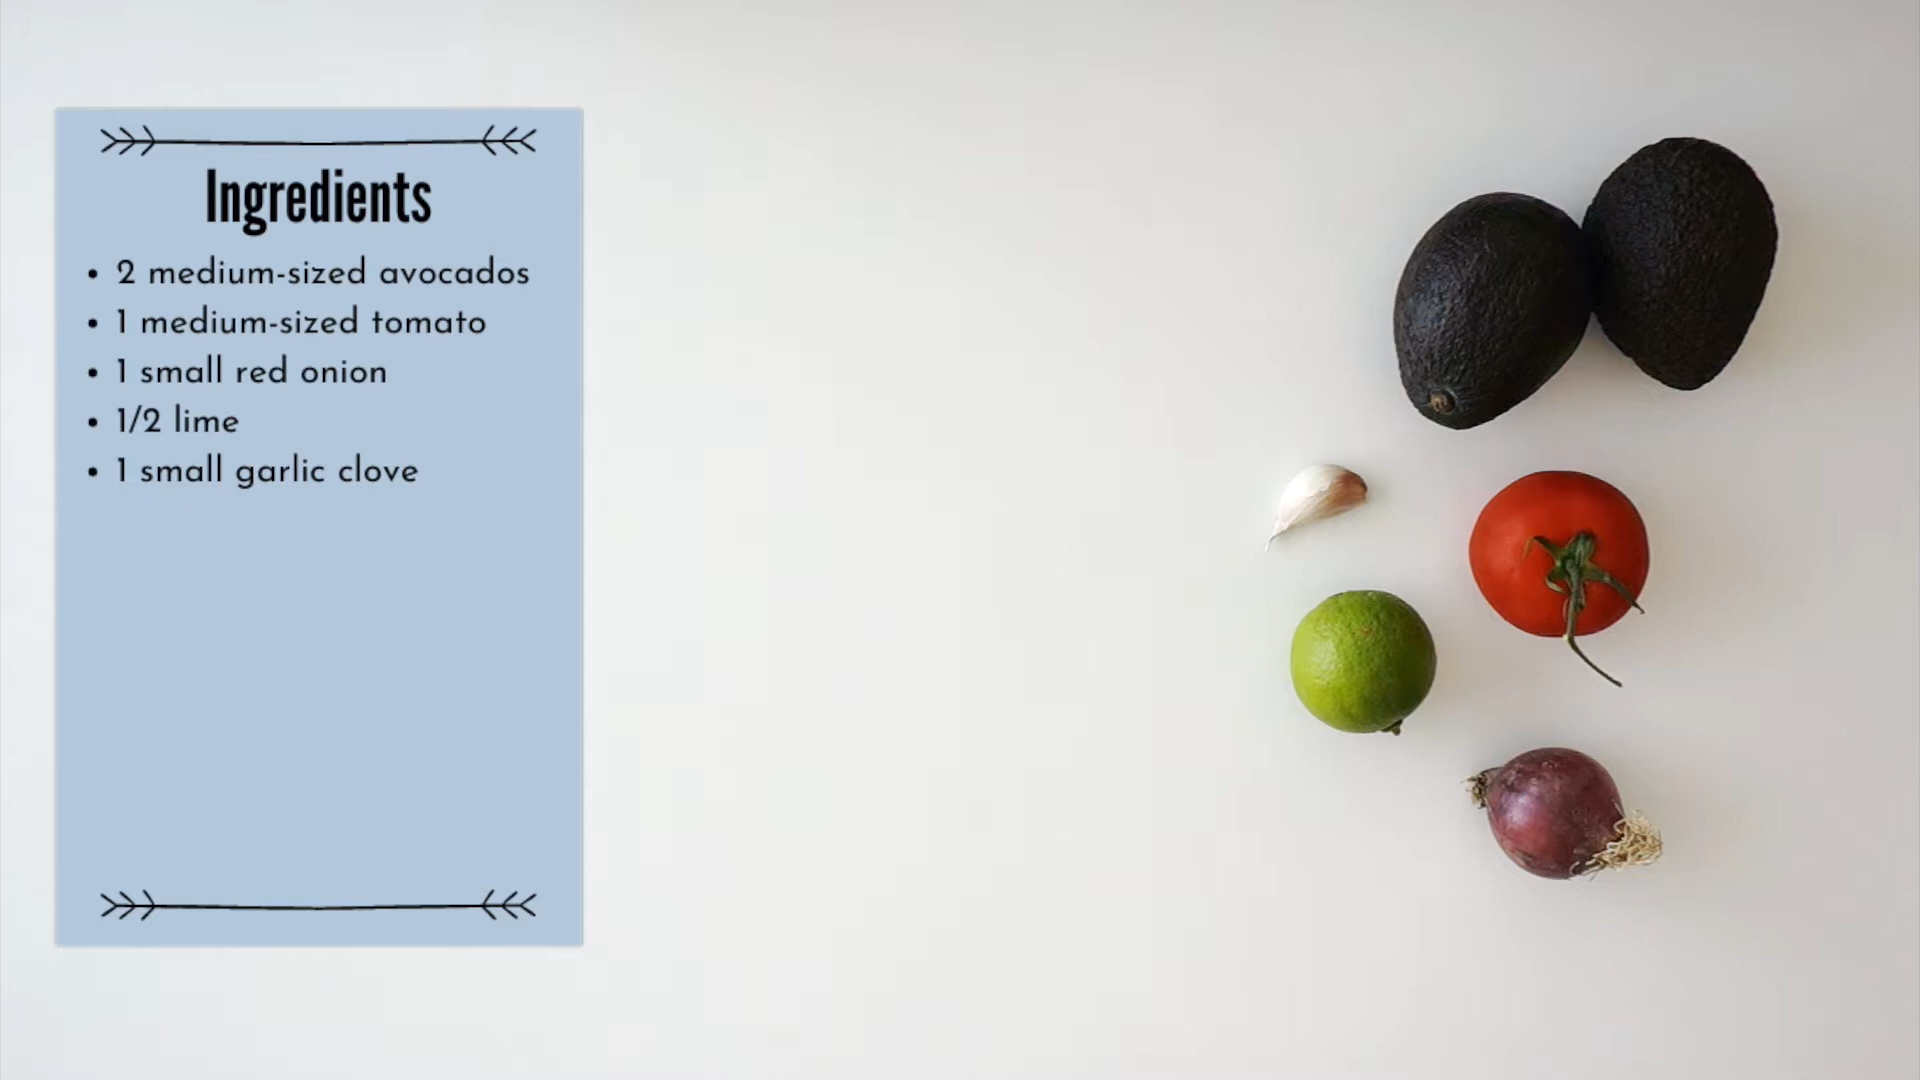 Ingredients
• 2 medium-sized avocados
• 1 medium-sized tomato
• 1 small red onion
• 1/2 lime
• 1 small garlic clove